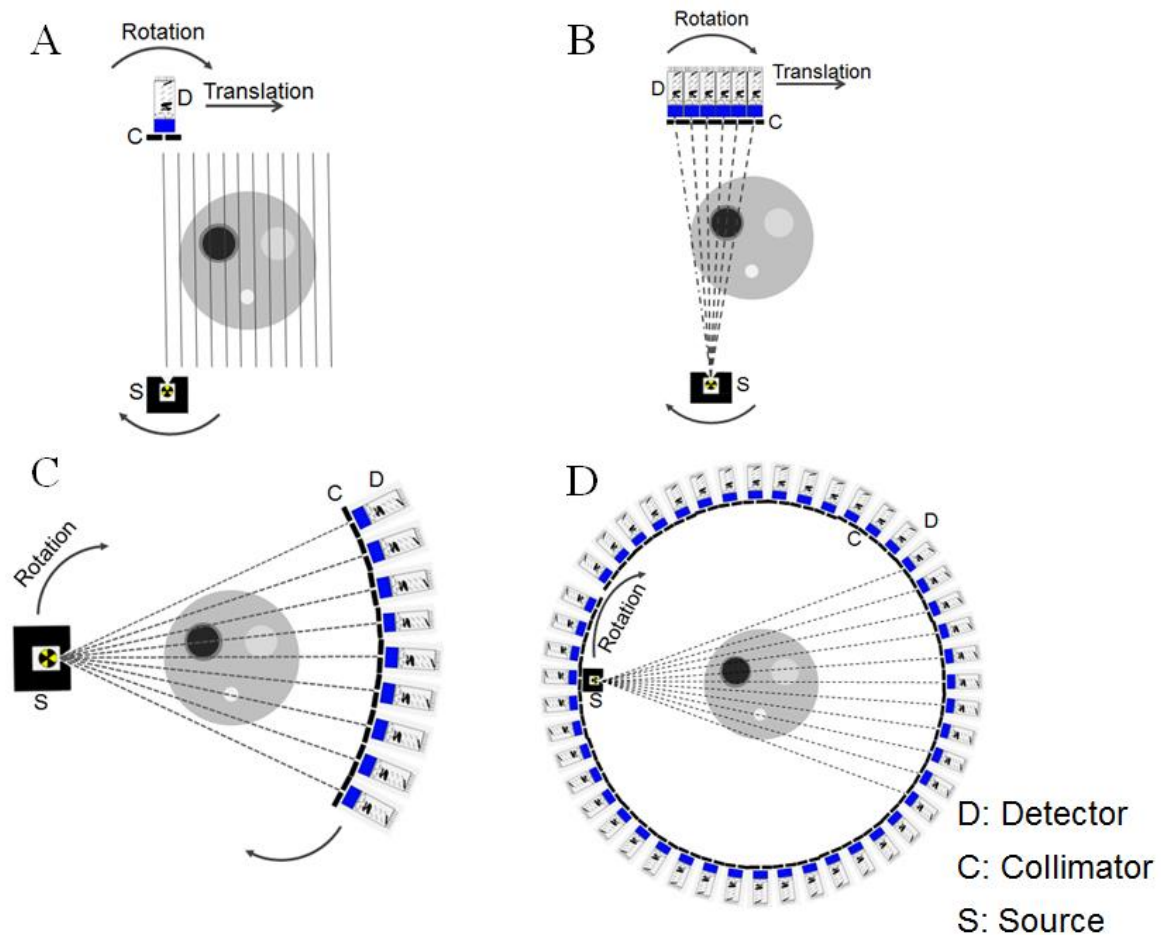 A
Rotation
D
Translation
C
S
B
Rotation
D
Translation
C
S
C
C
D
Rotation
S
D
D
C
Rotation
S
D: Detector
C: Collimator
S: Source